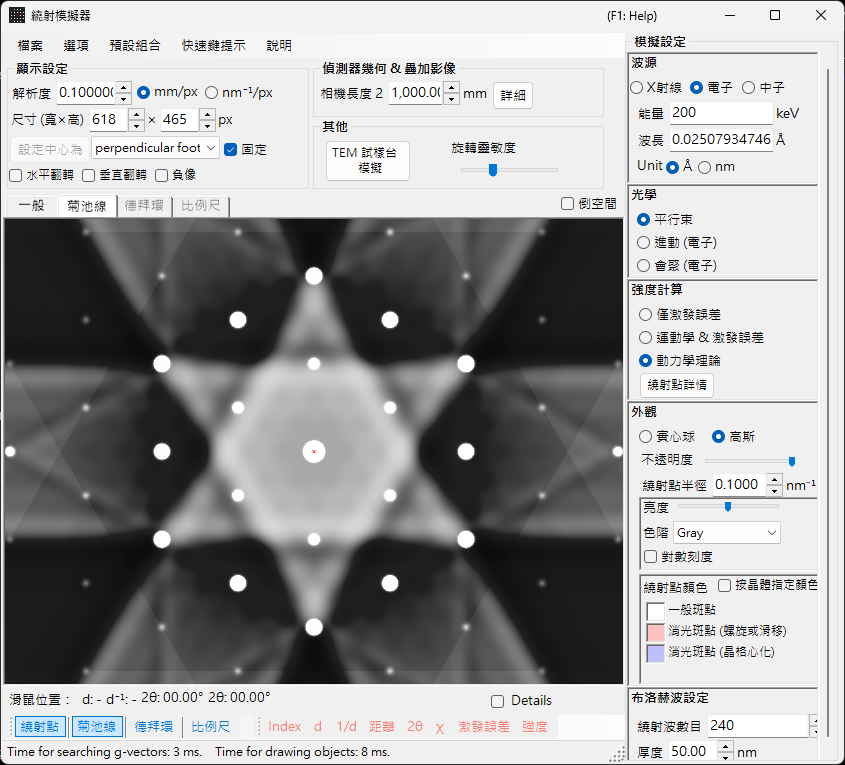 繞射模擬器
(F1: Help)
檔案 選項 預設組合 快速鍵提示 說明
顯示設定
解析度 0.10000( mm/px nm⁻¹/px
尺寸 (寬×高) 618 × 465 px
設定中心為 perpendicular foot 固定
水平翻轉 垂直翻轉 負像
偵測器幾何 & 疊加影像
相機長度 2 1,000.0( mm 詳細
其他
TEM 試樣台
模擬
旋轉靈敏度
一般 菊池線 德拜環 比例尺
倒空間
滑鼠位置： d: - d⁻¹: - 2θ: 00.00° 2θ: 00.00°
Details
繞射點 菊池線 德拜環 比例尺 Index d 1/d 距離 2θ χ 激發誤差 強度
Time for searching g-vectors: 3 ms. Time for drawing objects: 8 ms.
模擬設定
波源
X射線 電子 中子
能量 200 keV
波長 0.02507934746 Å
Unit Å nm
光學
平行束
進動 (電子)
會聚 (電子)
強度計算
僅激發誤差
運動學 & 激發誤差
動力學理論
繞射點詳情
外觀
實心球 高斯
不透明度
繞射點半徑 0.1000 nm⁻¹
亮度
色階 Gray
對數刻度
繞射點顏色 按晶體指定顏色
一般斑點
消光斑點 (螺旋或滑移)
消光斑點 (晶格心化)
布洛赫波設定
繞射波數目 240
厚度 50.00 nm